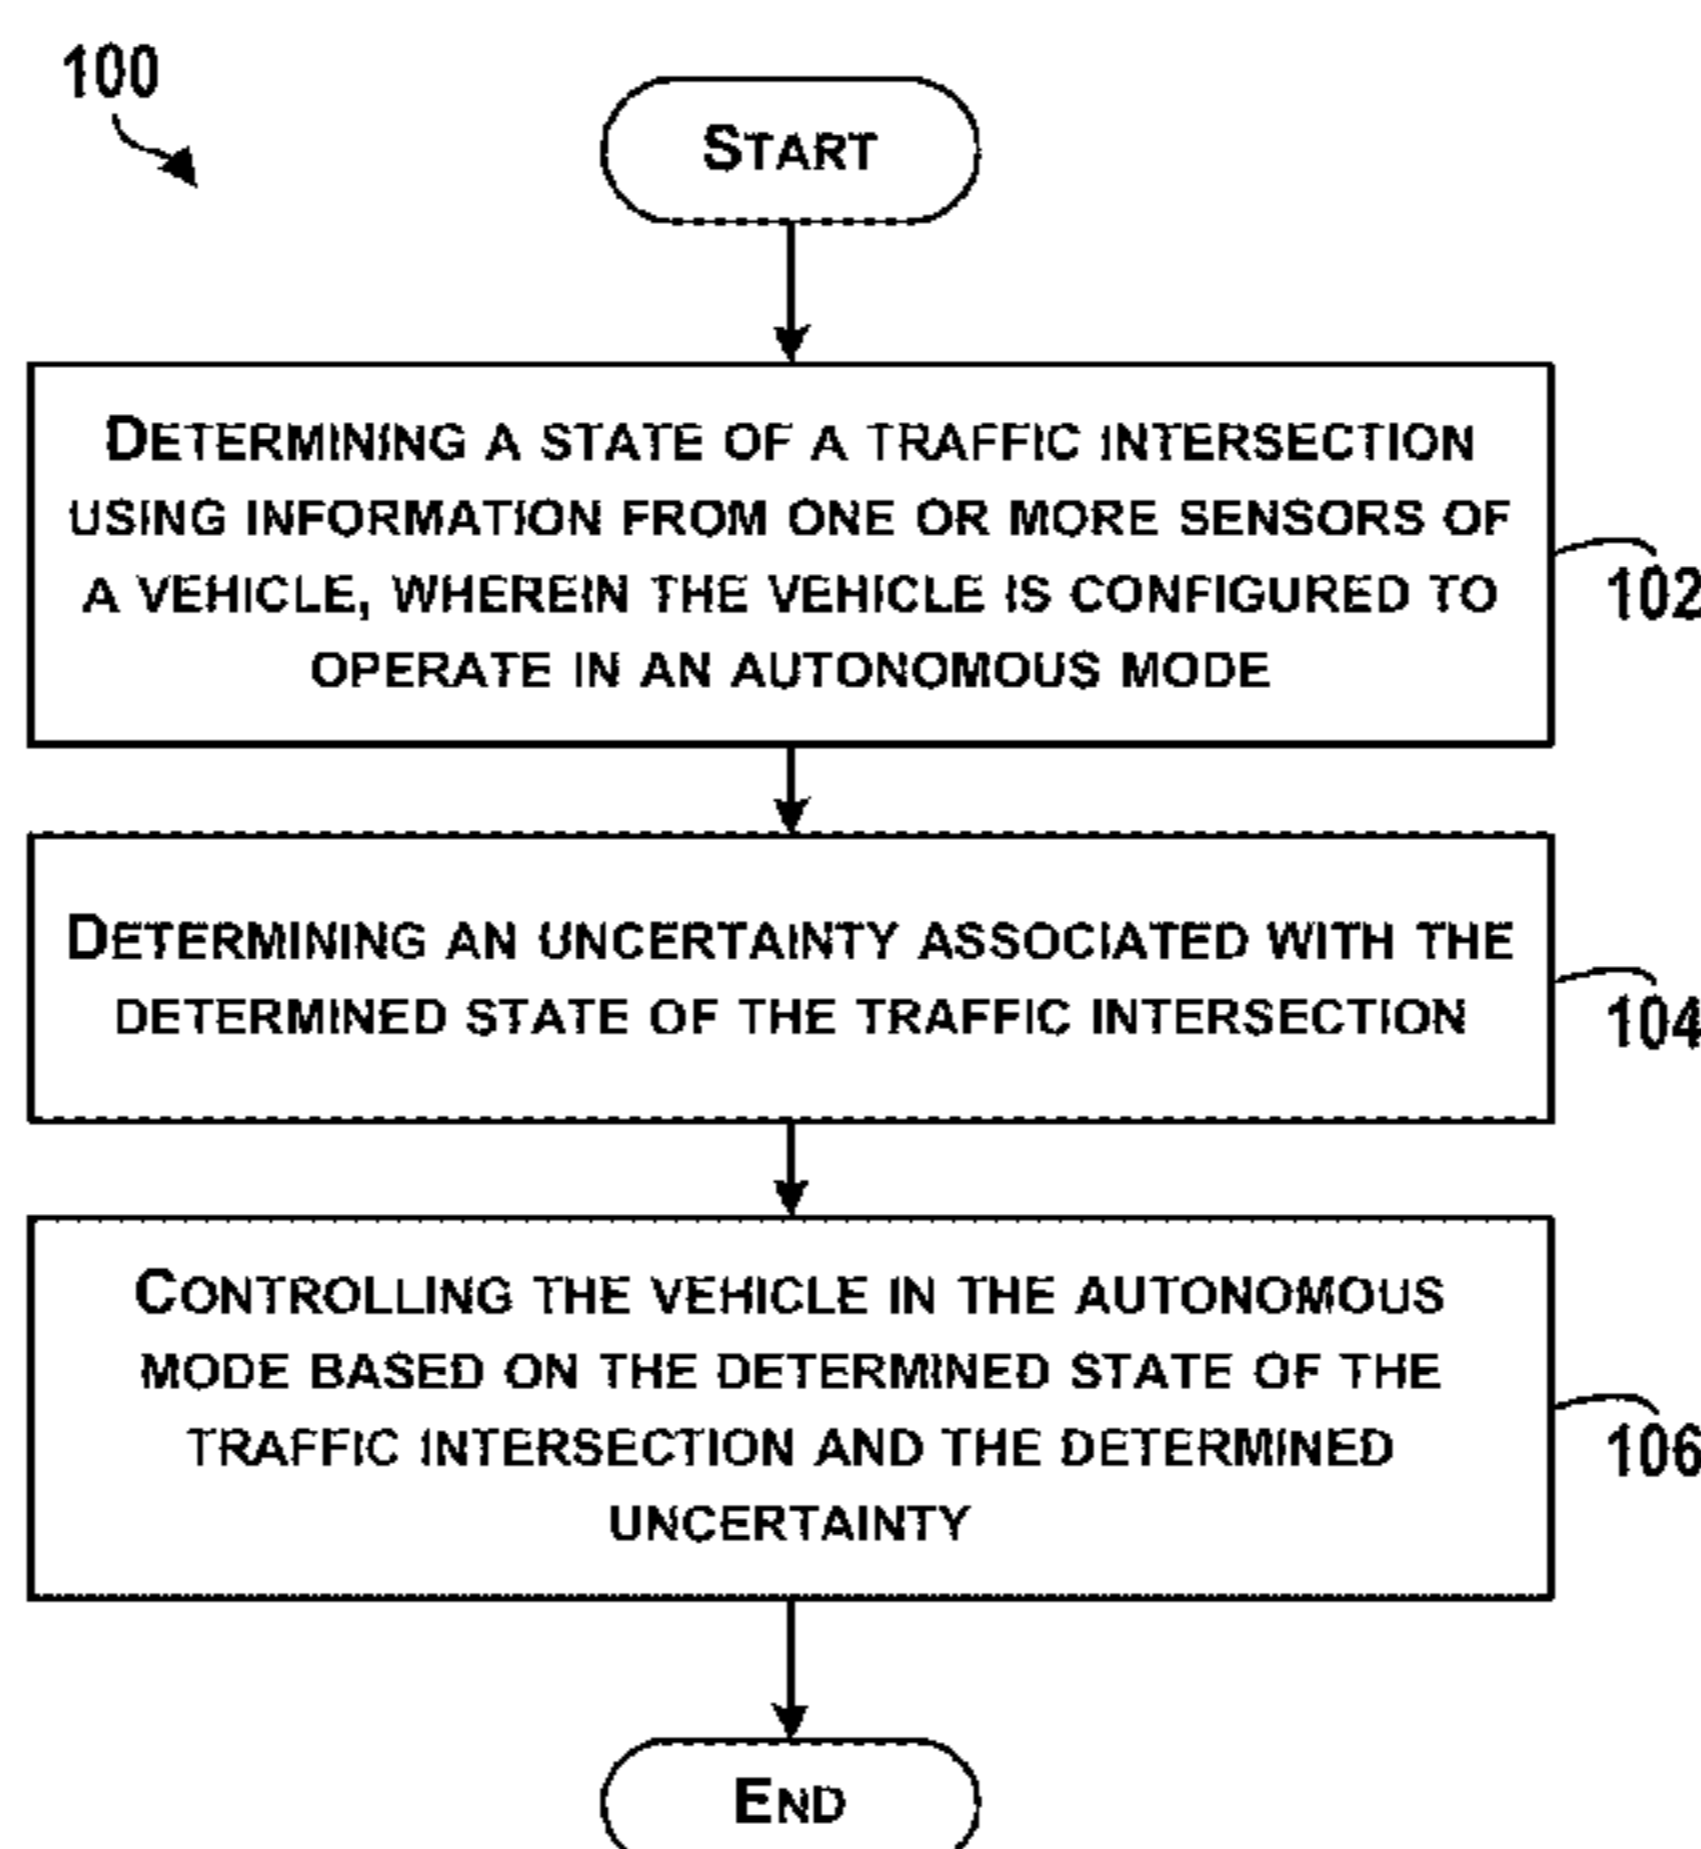 100
START
DETERMINING A STATE OF A TRAFFIC INTERSECTION
USING INFORMATION FROM ONE OR MORE SENSORS OF
A VEHICLE, WHEREIN THE VEHICLE IS CONFIGURED TO
OPERATE IN AN AUTONOMOUS MODE
102
DETERMINING AN UNCERTAINTY ASSOCIATED WITH THE
DETERMINED STATE OF THE TRAFFIC INTERSECTION
104
CONTROLLING THE VEHICLE IN THE AUTONOMOUS
MODE BASED ON THE DETERMINED STATE OF THE
TRAFFIC INTERSECTION AND THE DETERMINED
UNCERTAINTY
106
END